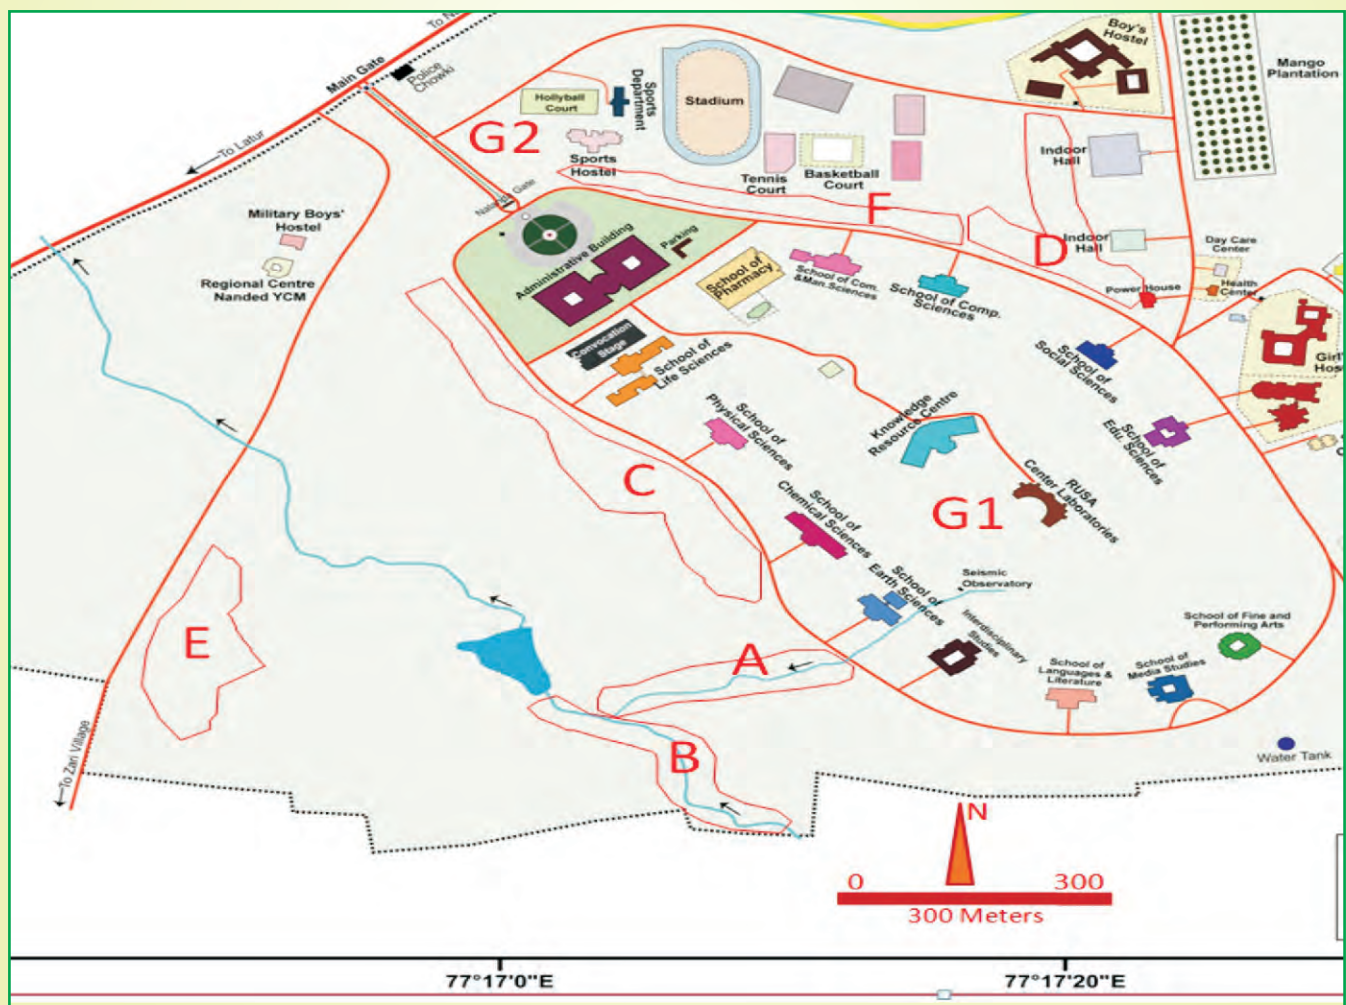 To N
Main Gate
Police
Chowki
To Latur
Hollyball
Court
Sports
Department
G2
Sports
Hostel
Stadium
Tennis
Court
Basketball
Court
Boy's
Hostel
Mango
Plantation
Indoor
Hall
F
D
Indoor
Hall
Day Care
Center
Health
Center
Power House
Military Boys'
Hostel
Regional Centre
Nanded YCM
Administrative Building
Parking
School of
Pharmacy
School of Com.
&Man.Sciences
School of Comp.
Sciences
Convocation
Stage
School of
Life Sciences
School of
Social Sciences
Girl'
Hos
School of
Physical Sciences
Knowledge
Resource Centre
School of
Edu. Sciences
C
School of
Chemical Sciences
G1
RUSA
Center Laboratories
School of
Earth Sciences
Seismic
Observatory
Interdisciplinary
Studies
School of Fine and
Performing Arts
E
A
School of
Languages &
Literature
School of
Media Studies
B
To Zari Village
Water Tank
N
0 300
300 Meters
77°17'0"E 77°17'20"E